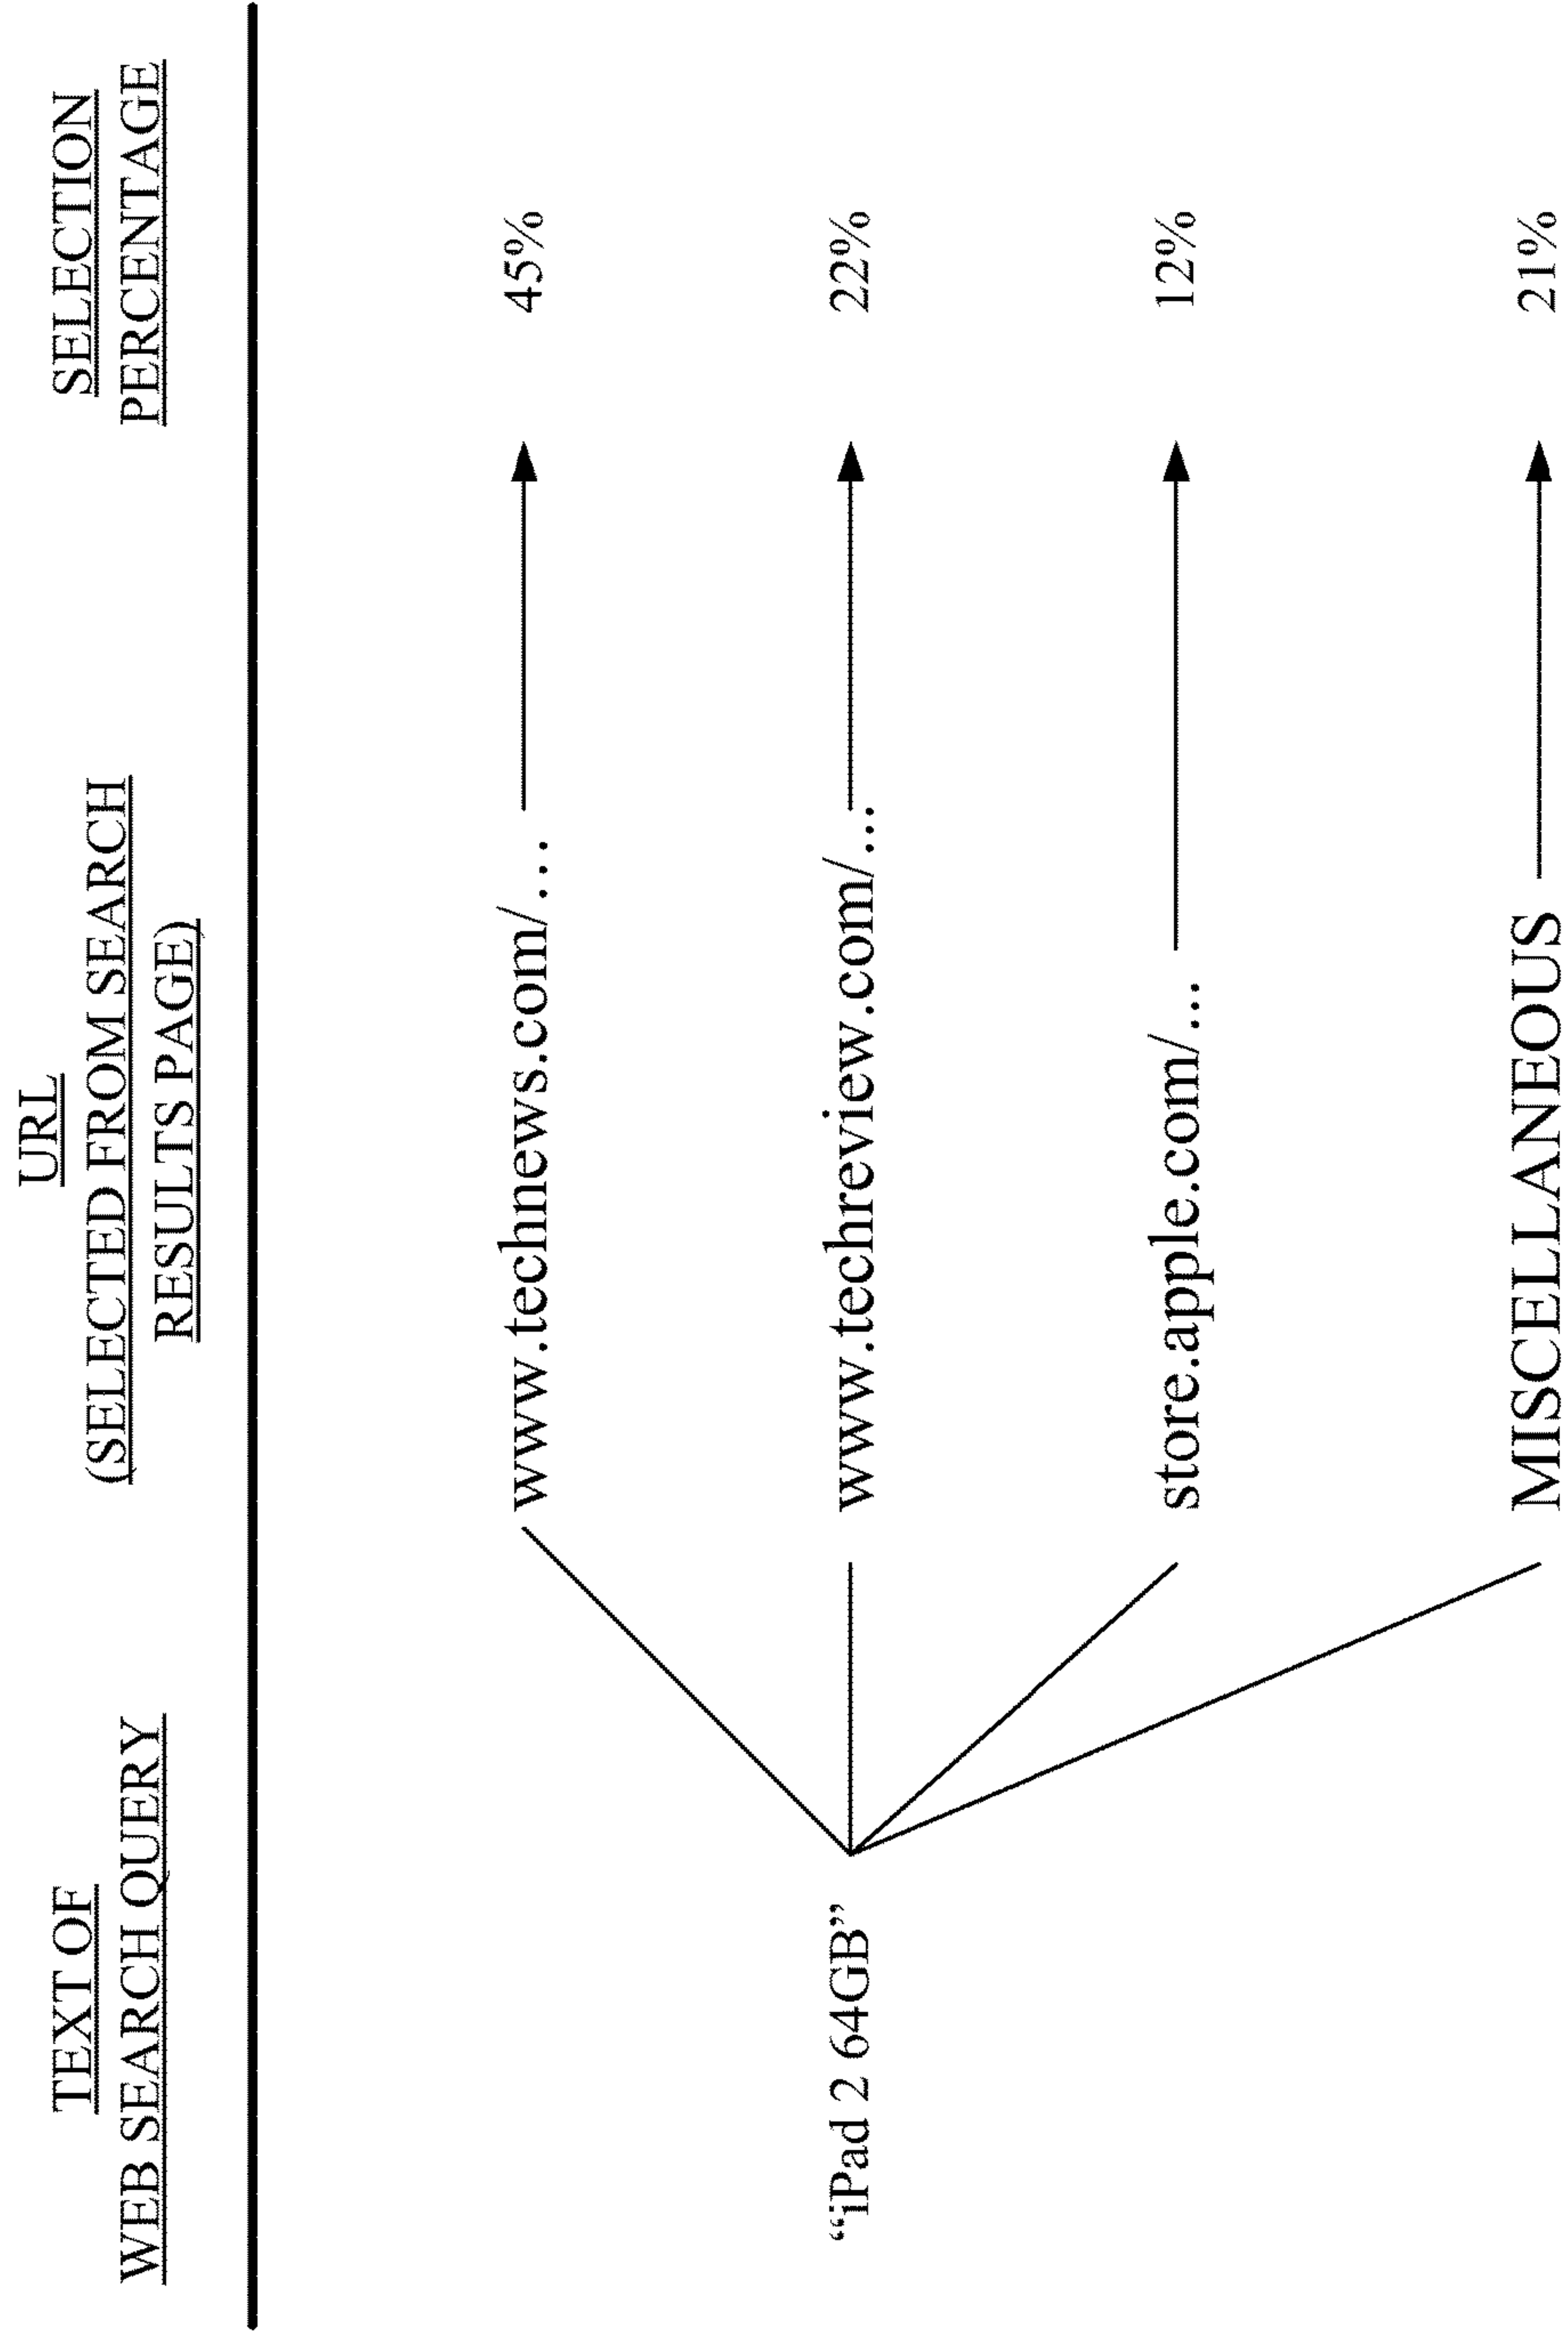 TEXT OF
WEB SEARCH QUERY
URL
(SELECTED FROM SEARCH
RESULTS PAGE)
SELECTION
PERCENTAGE
“iPad 2 64GB”
www.technews.com/...
45%
www.techreview.com/...
22%
store.apple.com/...
12%
MISCELLANEOUS
21%